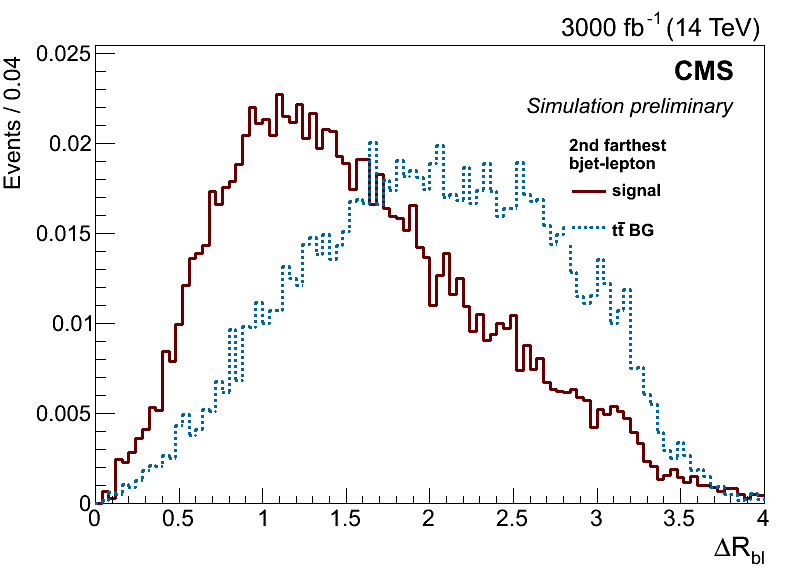 3000 fb⁻¹ (14 TeV)
Events / 0.04
0.025
0.02
0.015
0.01
0.005
0
CMS
Simulation preliminary
2nd farthest
bjet-lepton
signal
tt̄ BG
0 0.5 1 1.5 2 2.5 3 3.5 4
ΔR_bl